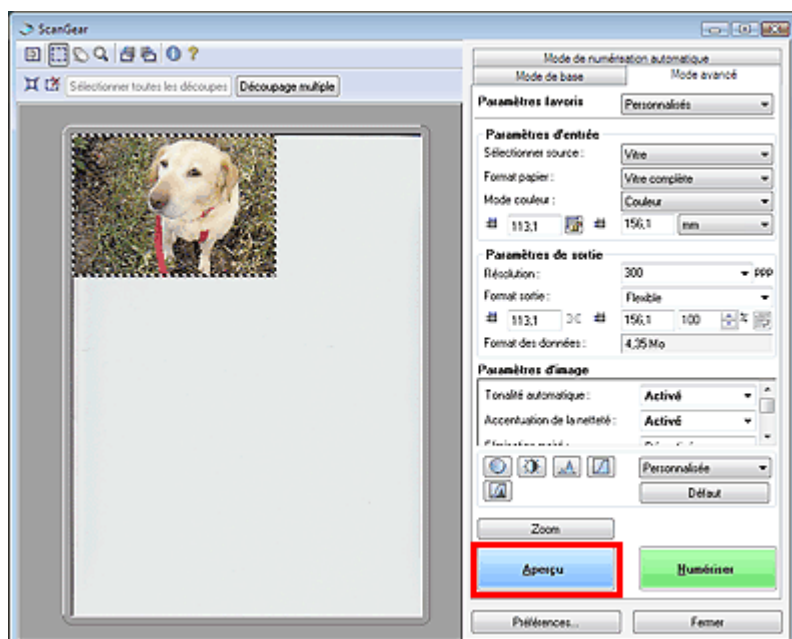 ScanGear
Sélectionner toutes les découpes Découpage multiple
Mode de numérisation automatique
Mode de base Mode avancé
Paramètres favoris Personnalisés
Paramètres d'entrée
Sélectionner source : Vitre
Format papier : Vitre complète
Mode couleur : Couleur
113,1 156,1 mm
Paramètres de sortie
Résolution : 300 PPP
Format sortie : Flexible
113,1 156,1 100 %
Format des données : 4,35 Mo
Paramètres d'image
Tonalité automatique : Activé
Accentuation de la netteté : Activé
Personnalisée
Défaut
Zoom
Aperçu Numériser
Préférences... Fermer